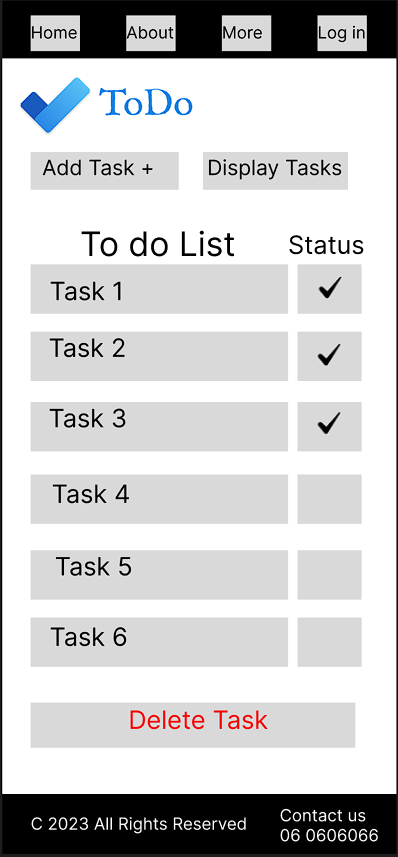 Home About More Log in
ToDo
Add Task + Display Tasks
To do List Status
Task 1
Task 2
Task 3
Task 4
Task 5
Task 6
Delete Task
C 2023 All Rights Reserved
Contact us
06 0606066